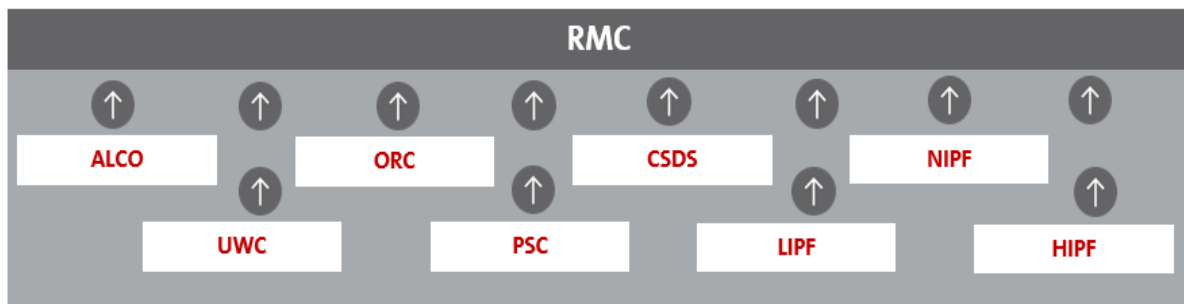 RMC
ALCO
ORC
CSDS
NIPF
UWC
PSC
LIPF
HIPF